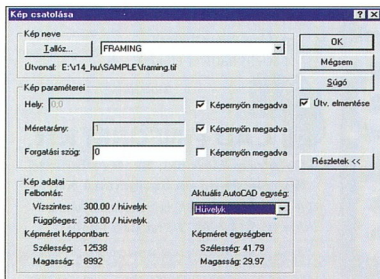 Kép csatolása
Kép neve
Tallóz...
FRAMING
OK
Útvonal: E:\r14_hu\SAMPLE\framing.tif
Mégsem
Súgó
Kép paraméterei
Útv. elmentése
Hely: 0,0
Képernyőn megadva
Méretarány: 1
Képernyőn megadva
Forgatási szög: 0
Képernyőn megadva
Részletek <<
Kép adatai
Felbontás:
Aktuális AutoCAD egység:
Vízszintes: 300.00 / hüvelyk
Hüvelyk
Függőeges: 300.00 / hüvelyk
Képméret képpontban:
Képméret egységben:
Szélesség: 12538
Szélesség: 41.79
Magasság: 8992
Magasság: 29.97